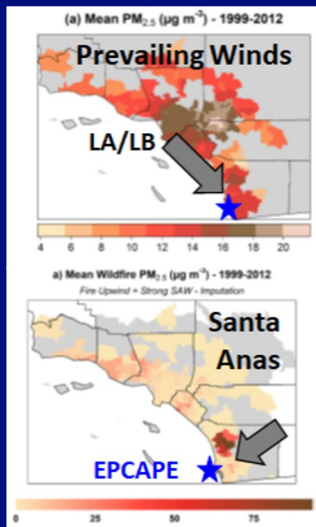 (a) Mean PM2.5 (µg m-3) - 1999-2012
Prevailing Winds
LA/LB
4 6 8 10 12 14 16 18 20
a) Mean Wildfire PM2.5 (µg m-3) - 1999-2012
Fire Upwind + Strong SAW - Imputation
Santa
Anas
EPCAPE
0 25 50 75